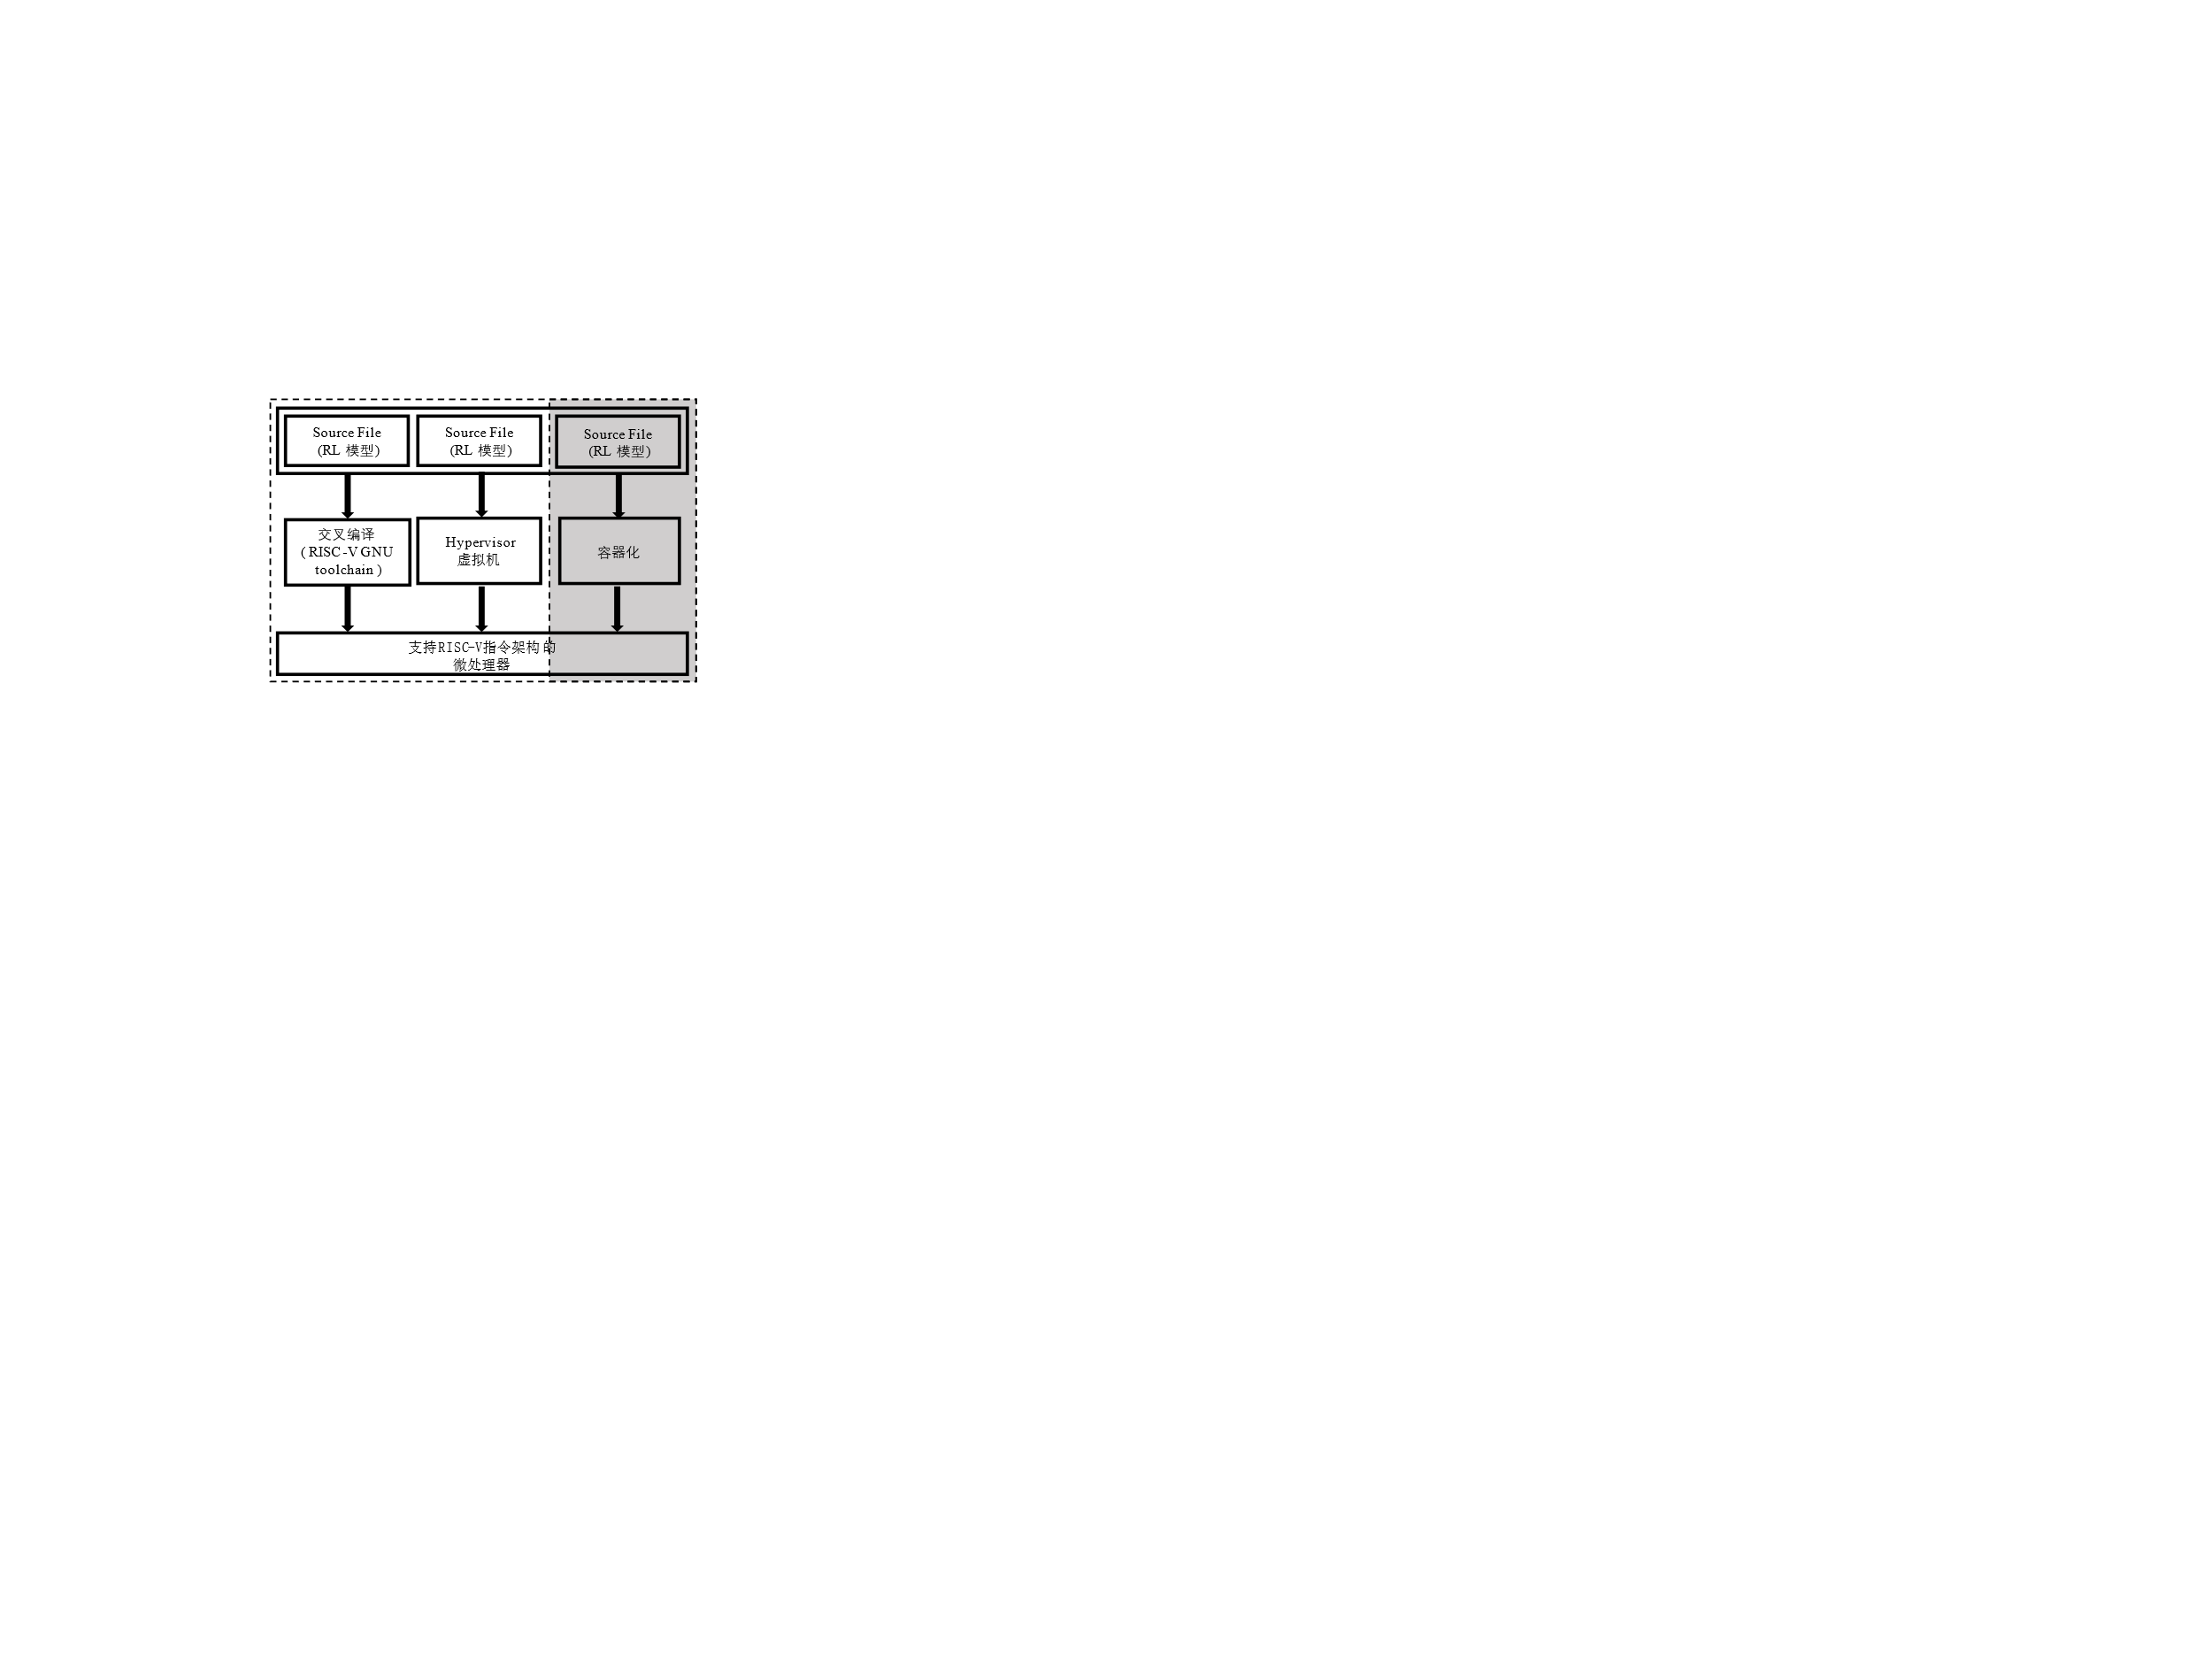 Source File
(RL 模型)
Source File
(RL 模型)
Source File
(RL 模型)
交叉编译
( RISC-V GNU
toolchain )
Hypervisor
虚拟机
容器化
支持RISC-V指令架构的
微处理器